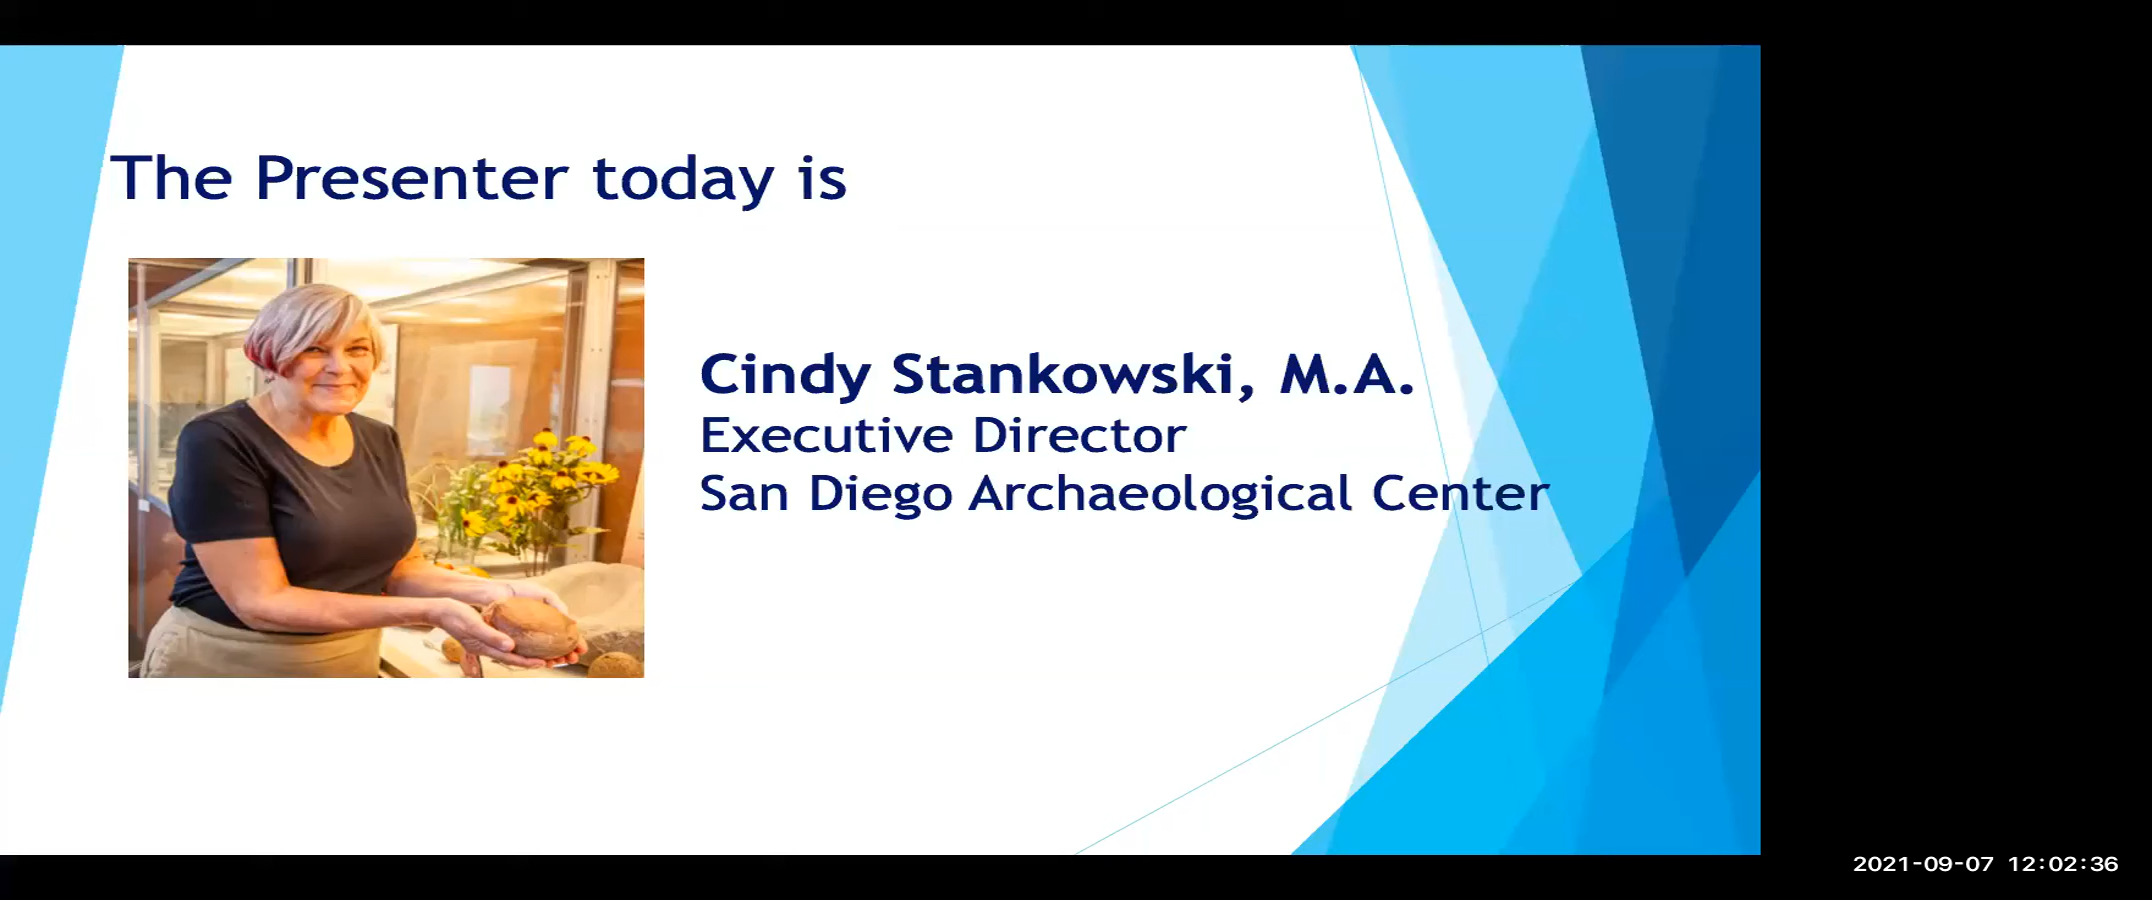 The Presenter today is
Cindy Stankowski, M.A.
Executive Director
San Diego Archaeological Center
2021-09-07 12:02:36